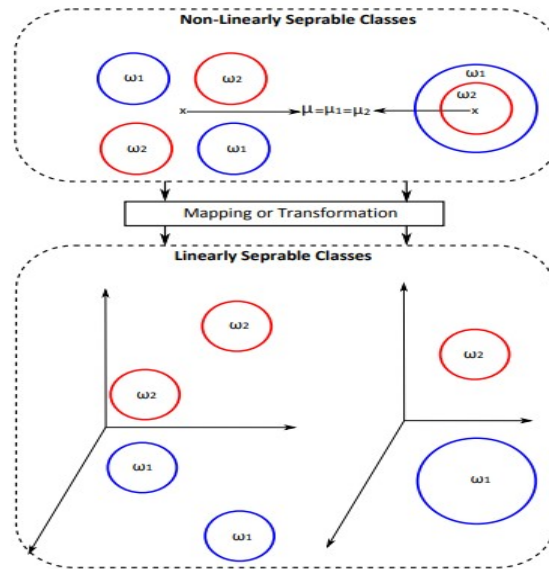 Non-Linearly Seprable Classes
ω1 ω2 ω1
ω2
x μ=μ1=μ2 x
ω2 ω1
Mapping or Transformation
Linearly Seprable Classes
ω2
ω2
ω2
ω1
ω1
ω1